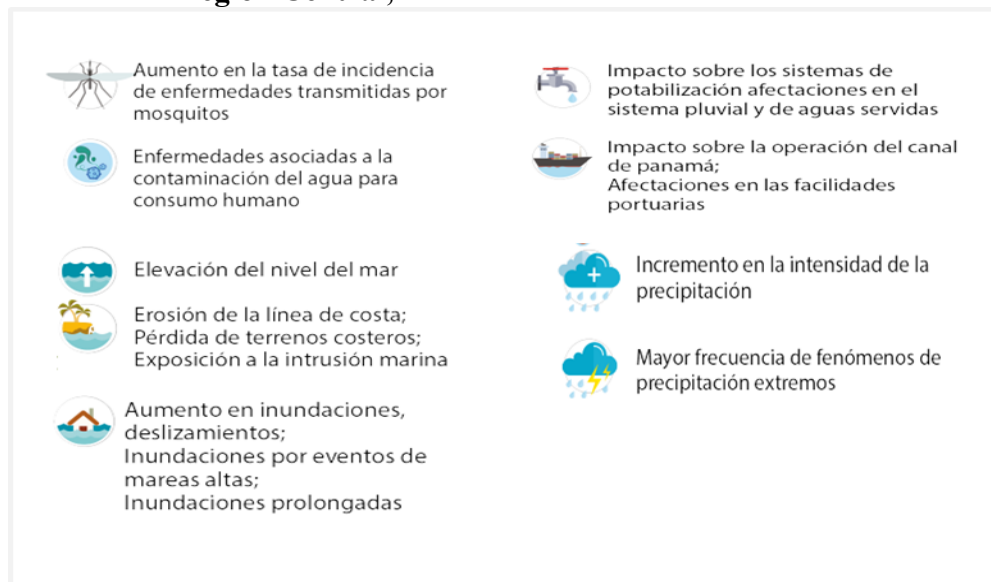 Región Central,
Aumento en la tasa de incidencia
de enfermedades transmitidas por
mosquitos
Enfermedades asociadas a la
contaminación del agua para
consumo humano
Elevación del nivel del mar
Erosión de la línea de costa;
Pérdida de terrenos costeros;
Exposición a la intrusión marina
Aumento en inundaciones,
deslizamientos;
Inundaciones por eventos de
mareas altas;
Inundaciones prolongadas
Impacto sobre los sistemas de
potabilización afectaciones en el
sistema pluvial y de aguas servidas
Impacto sobre la operación del canal
de panamá;
Afectaciones en las facilidades
portuarias
Incremento en la intensidad de la
precipitación
Mayor frecuencia de fenómenos de
precipitación extremos